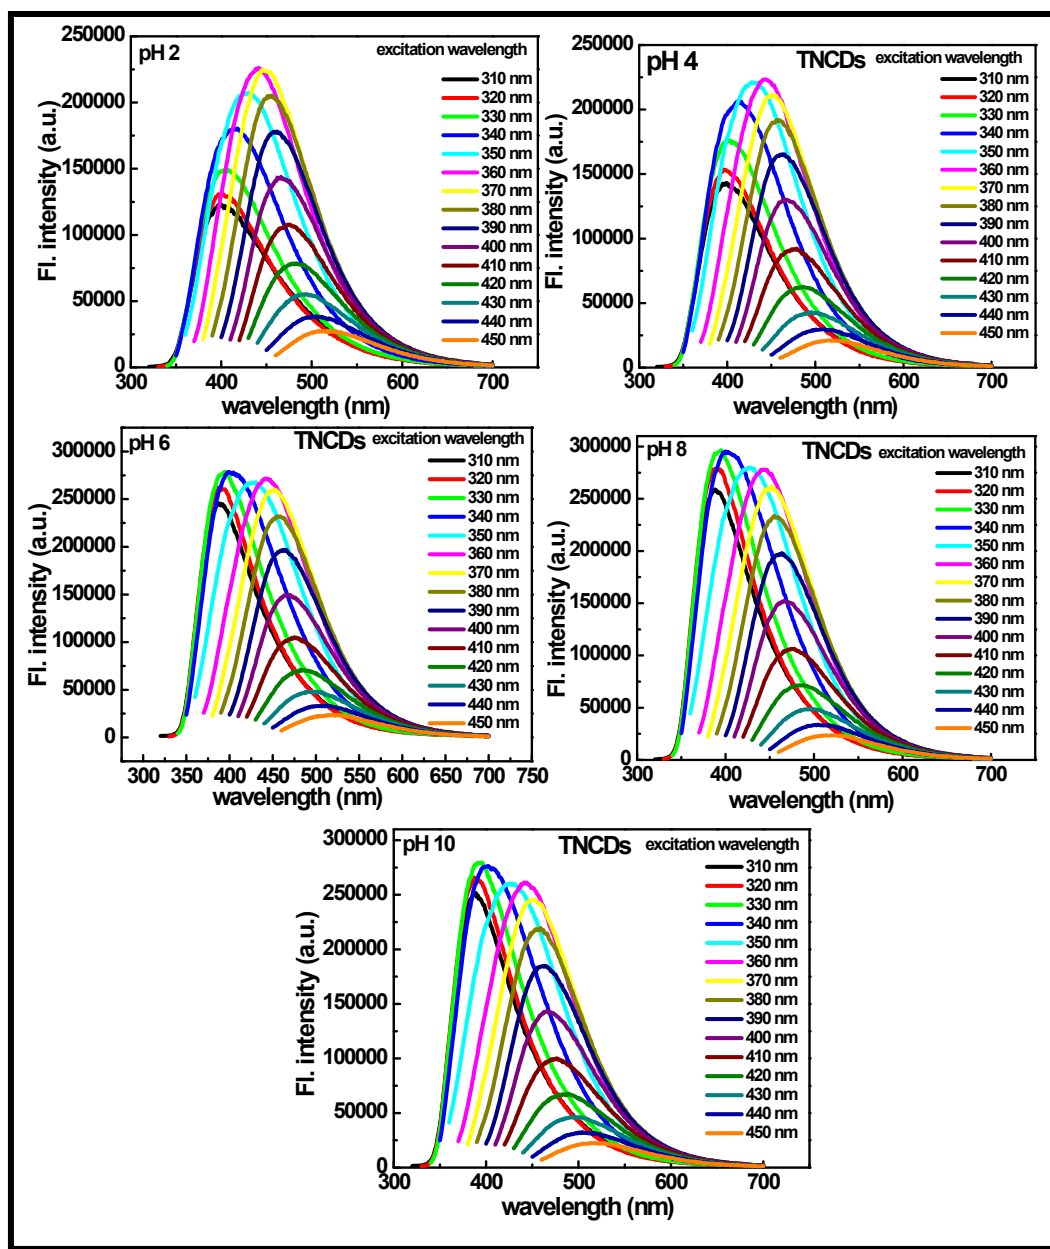 pH 2
excitation wavelength
310 nm
320 nm
330 nm
340 nm
350 nm
360 nm
370 nm
380 nm
390 nm
400 nm
410 nm
420 nm
430 nm
440 nm
450 nm
250000
200000
150000
100000
50000
0
Fl. intensity (a.u.)
300 400 500 600 700
wavelength (nm)
pH 4 TNCDs excitation wavelength
310 nm
320 nm
330 nm
340 nm
350 nm
360 nm
370 nm
380 nm
390 nm
400 nm
410 nm
420 nm
430 nm
440 nm
450 nm
250000
200000
150000
100000
50000
0
Fl. intensity (a.u.)
300 400 500 600 700
wavelength (nm)
pH 6 TNCDs excitation wavelength
310 nm
320 nm
330 nm
340 nm
350 nm
360 nm
370 nm
380 nm
390 nm
400 nm
410 nm
420 nm
430 nm
440 nm
450 nm
300000
250000
200000
150000
100000
50000
0
Fl. intensity (a.u.)
300 350 400 450 500 550 600 650 700 750
wavelength (nm)
pH 8 TNCDs excitation wavelength
310 nm
320 nm
330 nm
340 nm
350 nm
360 nm
370 nm
380 nm
390 nm
400 nm
410 nm
420 nm
430 nm
440 nm
450 nm
300000
250000
200000
150000
100000
50000
0
Fl. intensity (a.u.)
300 400 500 600 700
wavelength (nm)
pH 10 TNCDs excitation wavelength
310 nm
320 nm
330 nm
340 nm
350 nm
360 nm
370 nm
380 nm
390 nm
400 nm
410 nm
420 nm
430 nm
440 nm
450 nm
300000
250000
200000
150000
100000
50000
0
Fl. intensity (a.u.)
400 500 600 700
wavelength (nm)